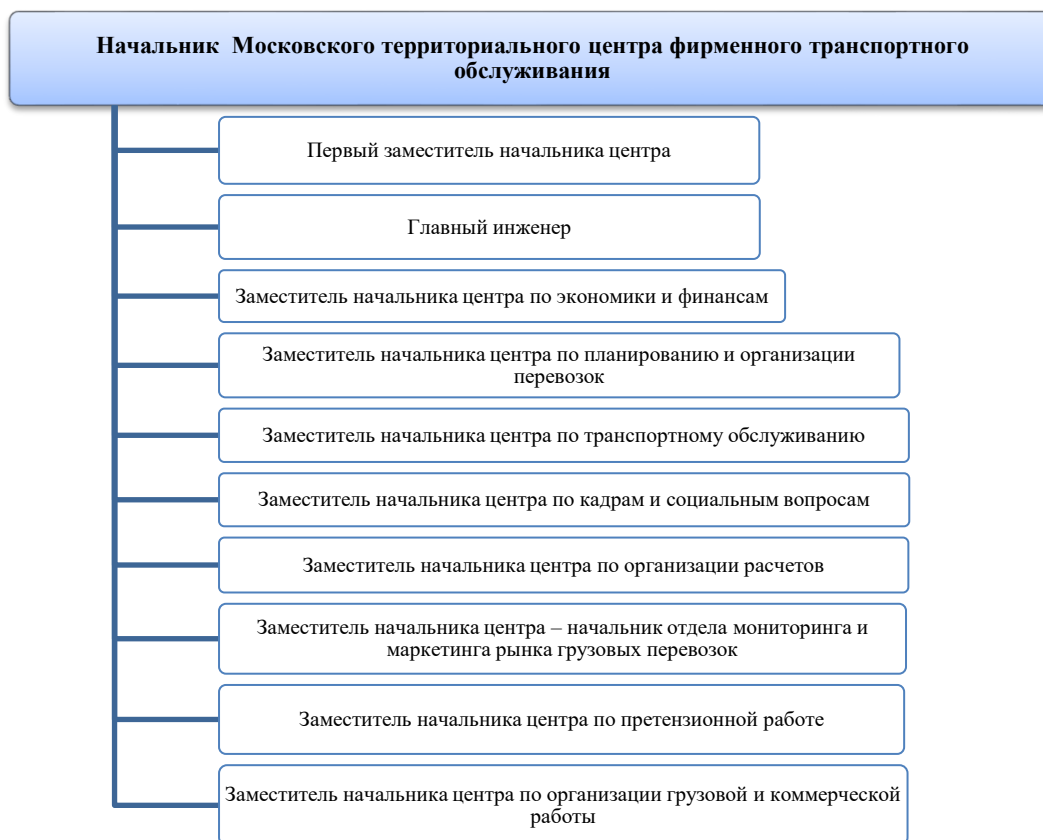 Начальник Московского территориального центра фирменного транспортного
обслуживания
Первый заместитель начальника центра
Главный инженер
Заместитель начальника центра по экономики и финансам
Заместитель начальника центра по планированию и организации
перевозок
Заместитель начальника центра по транспортному обслуживанию
Заместитель начальника центра по кадрам и социальным вопросам
Заместитель начальника центра по организации расчетов
Заместитель начальника центра – начальник отдела мониторинга и
маркетинга рынка грузовых перевозок
Заместитель начальника центра по претензионной работе
Заместитель начальника центра по организации грузовой и коммерческой
работы